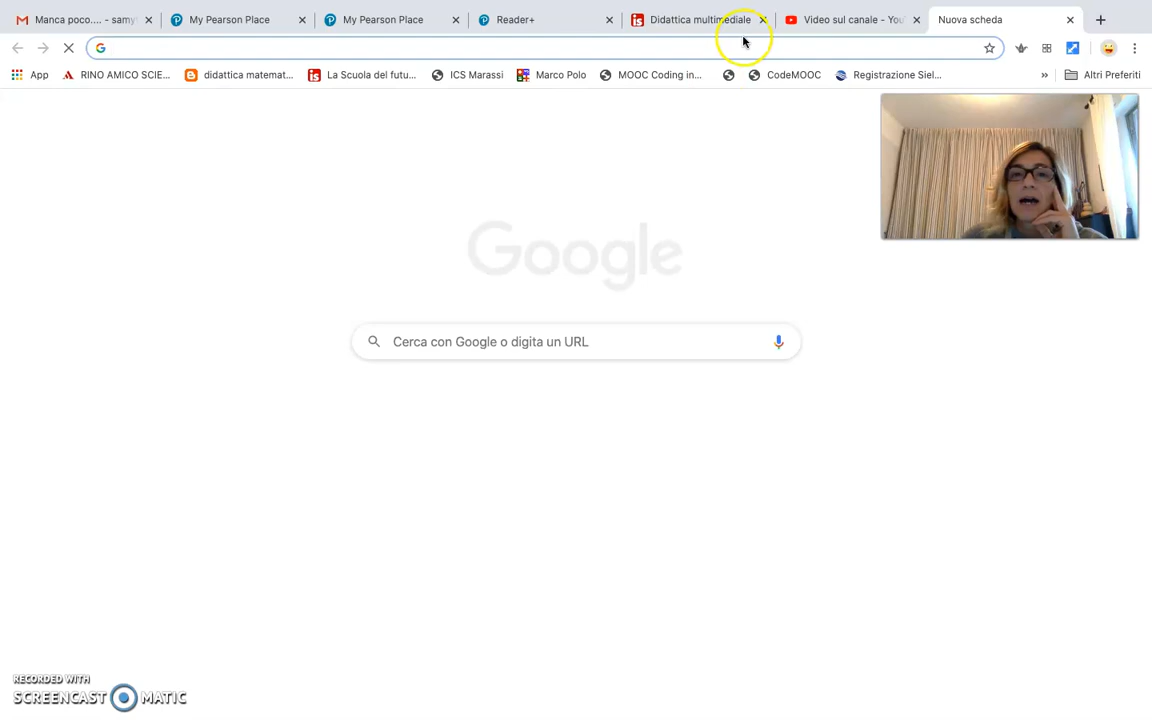 Manca poco.... - samy
My Pearson Place
My Pearson Place
Reader+
Didattica multimediale
Video sul canale - You
Nuova scheda
App
RINO AMICO SCIE...
didattica matemat...
La Scuola del futu...
ICS Marassi
Marco Polo
MOOC Coding in...
CodeMOOC
Registrazione Siel...
»
Altri Preferiti
Google
Cerca con Google o digita un URL
RECORDED WITH
SCREENCAST MATIC